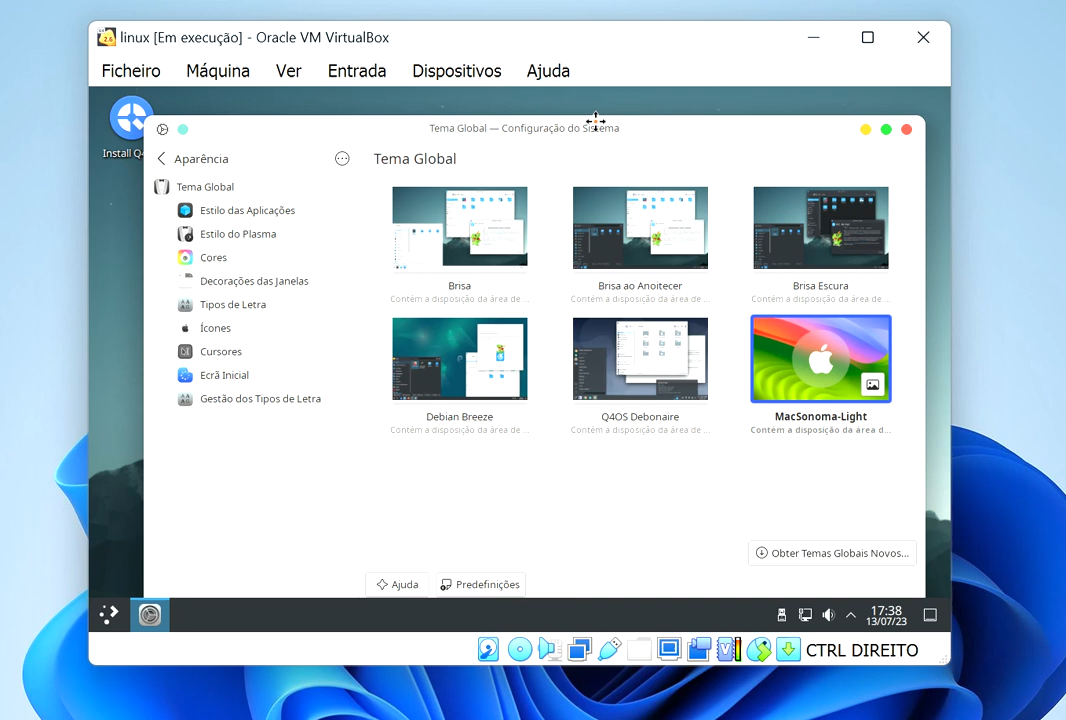 linux [Em execução] - Oracle VM VirtualBox
Ficheiro Máquina Ver Entrada Dispositivos Ajuda
Install Q4
Tema Global — Configuração do Sistema
Aparência
Tema Global
Tema Global
Estilo das Aplicações
Estilo do Plasma
Cores
Decorações das Janelas
Tipos de Letra
Ícones
Cursores
Ecrã Inicial
Gestão dos Tipos de Letra
Brisa
Contém a disposição da área de ...
Brisa ao Anoitecer
Contém a disposição da área de ...
Brisa Escura
Contém a disposição da área de ...
Debian Breeze
Contém a disposição da área de ...
Q4OS Debonaire
Contém a disposição da área de ...
MacSonoma-Light
Contém a disposição da área d...
Obter Temas Globais Novos...
Ajuda
Predefinições
17:38
13/07/23
CTRL DIREITO